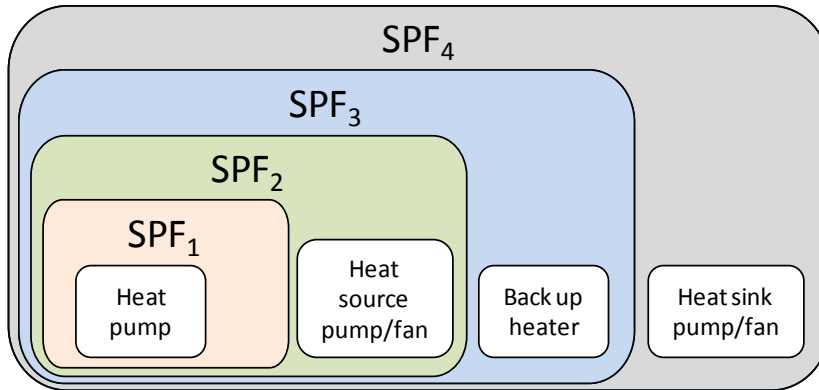 SPF₄
SPF₃
SPF₂
SPF₁
Heat
pump
Heat
source
pump/fan
Back up
heater
Heat sink
pump/fan